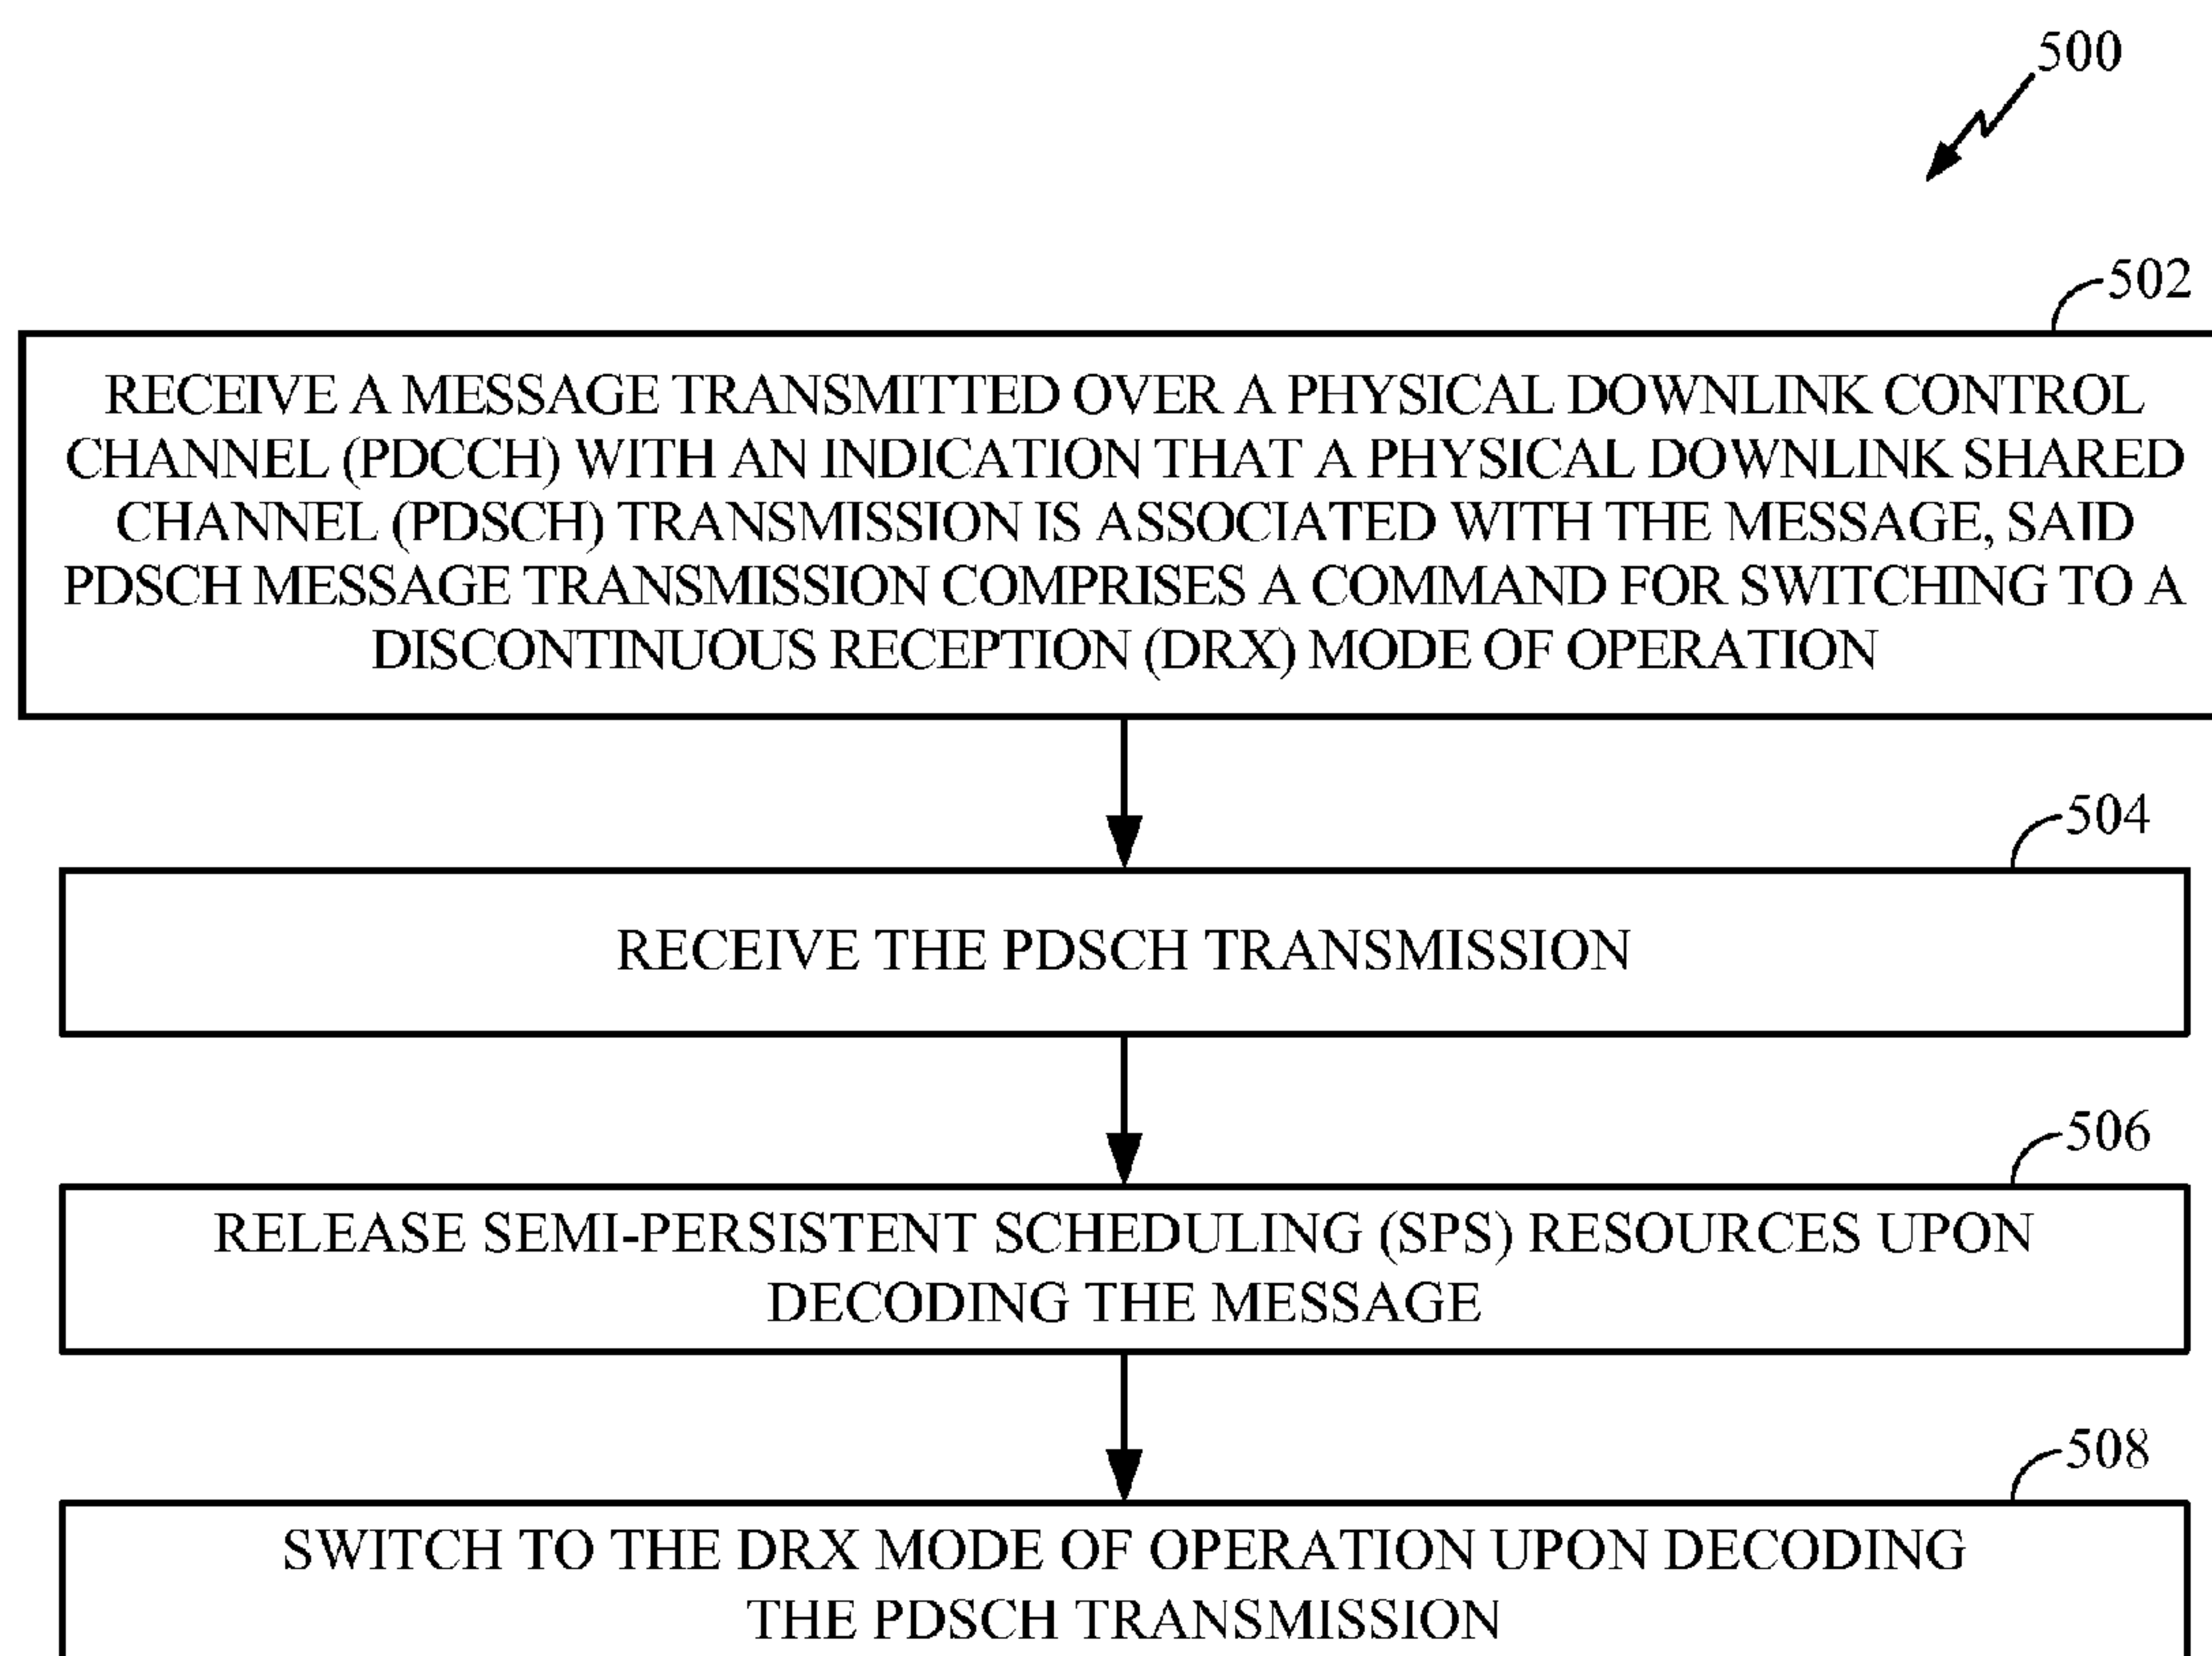 500
502
RECEIVE A MESSAGE TRANSMITTED OVER A PHYSICAL DOWNLINK CONTROL
CHANNEL (PDCCH) WITH AN INDICATION THAT A PHYSICAL DOWNLINK SHARED
CHANNEL (PDSCH) TRANSMISSION IS ASSOCIATED WITH THE MESSAGE, SAID
PDSCH MESSAGE TRANSMISSION COMPRISES A COMMAND FOR SWITCHING TO A
DISCONTINUOUS RECEPTION (DRX) MODE OF OPERATION
504
RECEIVE THE PDSCH TRANSMISSION
506
RELEASE SEMI-PERSISTENT SCHEDULING (SPS) RESOURCES UPON
DECODING THE MESSAGE
508
SWITCH TO THE DRX MODE OF OPERATION UPON DECODING
THE PDSCH TRANSMISSION